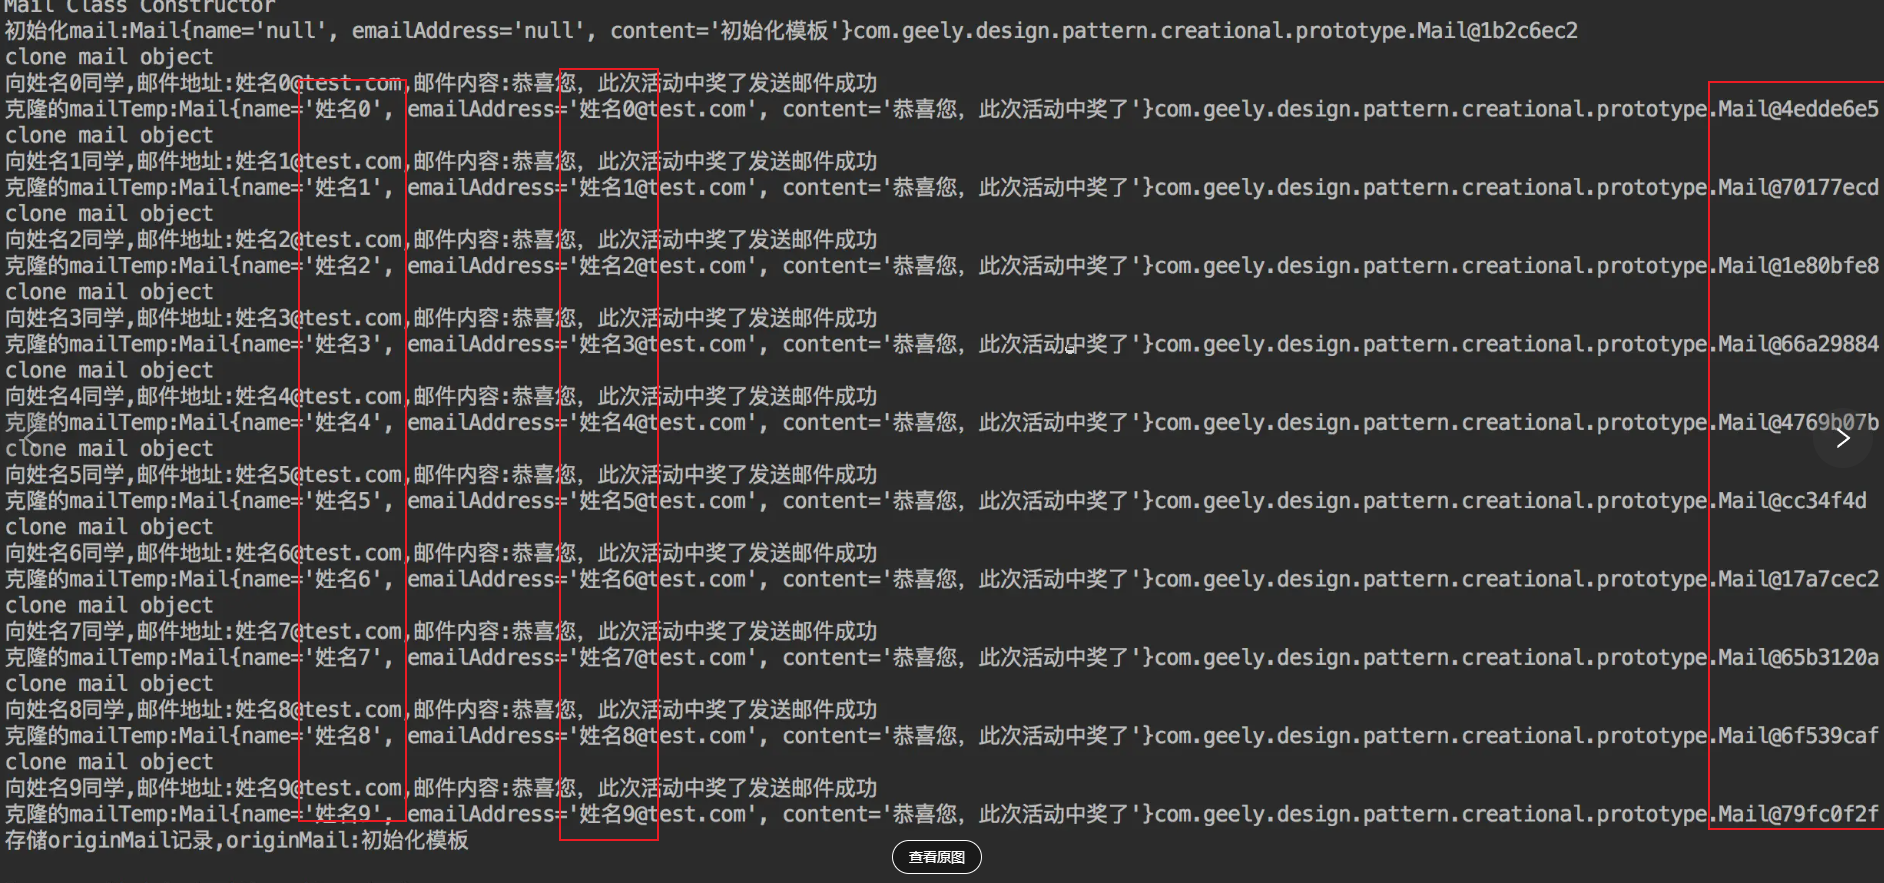 Mail Class Constructor
初始化mail:Mail{name='null', emailAddress='null', content='初始化模板'}com.geely.design.pattern.creational.prototype.Mail@1b2c6ec2
clone mail object
向姓名0同学,邮件地址:姓名0@test.com,邮件内容:恭喜您，此次活动中奖了发送邮件成功
克隆的mailTemp:Mail{name='姓名0', emailAddress='姓名0@test.com', content='恭喜您，此次活动中奖了'}com.geely.design.pattern.creational.prototype.Mail@4edde6e5
clone mail object
向姓名1同学,邮件地址:姓名1@test.com,邮件内容:恭喜您，此次活动中奖了发送邮件成功
克隆的mailTemp:Mail{name='姓名1', emailAddress='姓名1@test.com', content='恭喜您，此次活动中奖了'}com.geely.design.pattern.creational.prototype.Mail@70177ecd
clone mail object
向姓名2同学,邮件地址:姓名2@test.com,邮件内容:恭喜您，此次活动中奖了发送邮件成功
克隆的mailTemp:Mail{name='姓名2', emailAddress='姓名2@test.com', content='恭喜您，此次活动中奖了'}com.geely.design.pattern.creational.prototype.Mail@1e80bfe8
clone mail object
向姓名3同学,邮件地址:姓名3@test.com,邮件内容:恭喜您，此次活动中奖了发送邮件成功
克隆的mailTemp:Mail{name='姓名3', emailAddress='姓名3@test.com', content='恭喜您，此次活动中奖了'}com.geely.design.pattern.creational.prototype.Mail@66a29884
clone mail object
向姓名4同学,邮件地址:姓名4@test.com,邮件内容:恭喜您，此次活动中奖了发送邮件成功
克隆的mailTemp:Mail{name='姓名4', emailAddress='姓名4@test.com', content='恭喜您，此次活动中奖了'}com.geely.design.pattern.creational.prototype.Mail@4769b07b
clone mail object
向姓名5同学,邮件地址:姓名5@test.com,邮件内容:恭喜您，此次活动中奖了发送邮件成功
克隆的mailTemp:Mail{name='姓名5', emailAddress='姓名5@test.com', content='恭喜您，此次活动中奖了'}com.geely.design.pattern.creational.prototype.Mail@cc34f4d
clone mail object
向姓名6同学,邮件地址:姓名6@test.com,邮件内容:恭喜您，此次活动中奖了发送邮件成功
克隆的mailTemp:Mail{name='姓名6', emailAddress='姓名6@test.com', content='恭喜您，此次活动中奖了'}com.geely.design.pattern.creational.prototype.Mail@17a7cec2
clone mail object
向姓名7同学,邮件地址:姓名7@test.com,邮件内容:恭喜您，此次活动中奖了发送邮件成功
克隆的mailTemp:Mail{name='姓名7', emailAddress='姓名7@test.com', content='恭喜您，此次活动中奖了'}com.geely.design.pattern.creational.prototype.Mail@65b3120a
clone mail object
向姓名8同学,邮件地址:姓名8@test.com,邮件内容:恭喜您，此次活动中奖了发送邮件成功
克隆的mailTemp:Mail{name='姓名8', emailAddress='姓名8@test.com', content='恭喜您，此次活动中奖了'}com.geely.design.pattern.creational.prototype.Mail@6f539caf
clone mail object
向姓名9同学,邮件地址:姓名9@test.com,邮件内容:恭喜您，此次活动中奖了发送邮件成功
克隆的mailTemp:Mail{name='姓名9', emailAddress='姓名9@test.com', content='恭喜您，此次活动中奖了'}com.geely.design.pattern.creational.prototype.Mail@79fc0f2f
存储originMail记录,originMail:初始化模板
查看原图